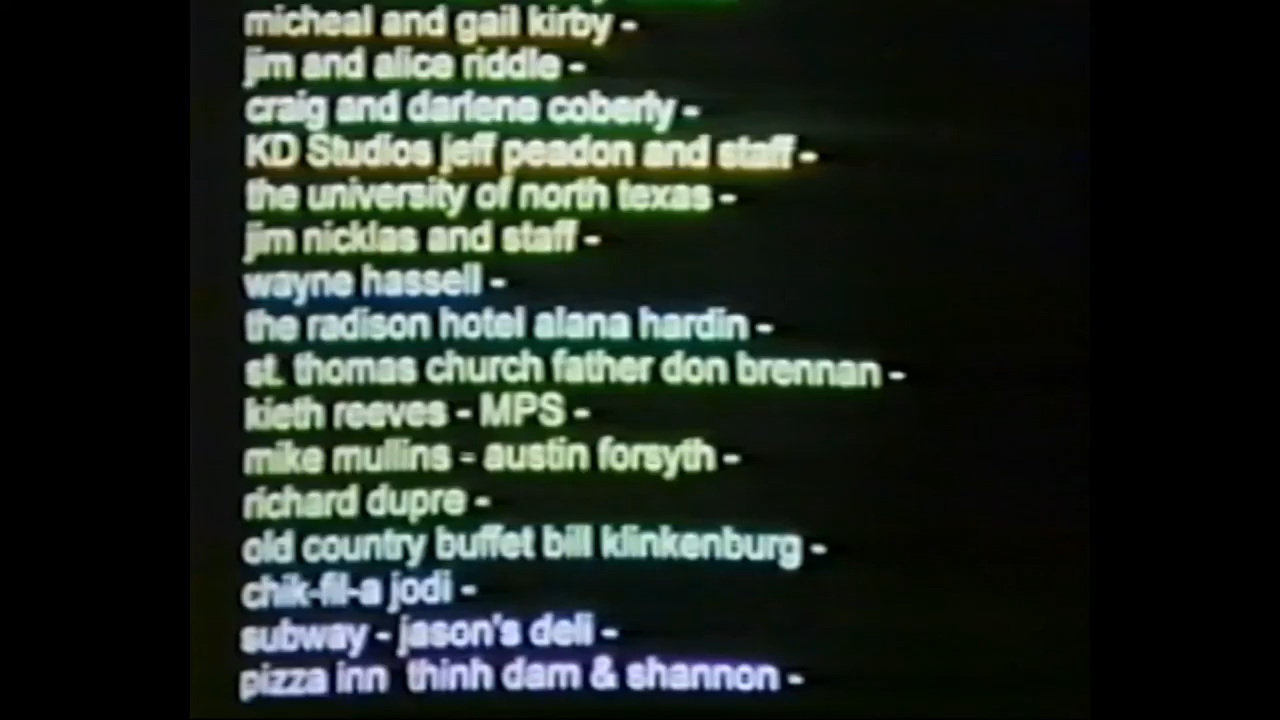 micheal and gail kirby -
jim and alice riddle -
craig and darlene coberly -
KD Studios jeff peadon and staff -
the university of north texas -
jim nicklas and staff -
wayne hassell -
the radison hotel alana hardin -
st. thomas church father don brennan -
kieth reeves - MPS -
mike mullins - austin forsyth -
richard dupre -
old country buffet bill klinkenburg -
chik-fil-a jodi -
subway - jason's deli -
pizza inn thinh dam & shannon -